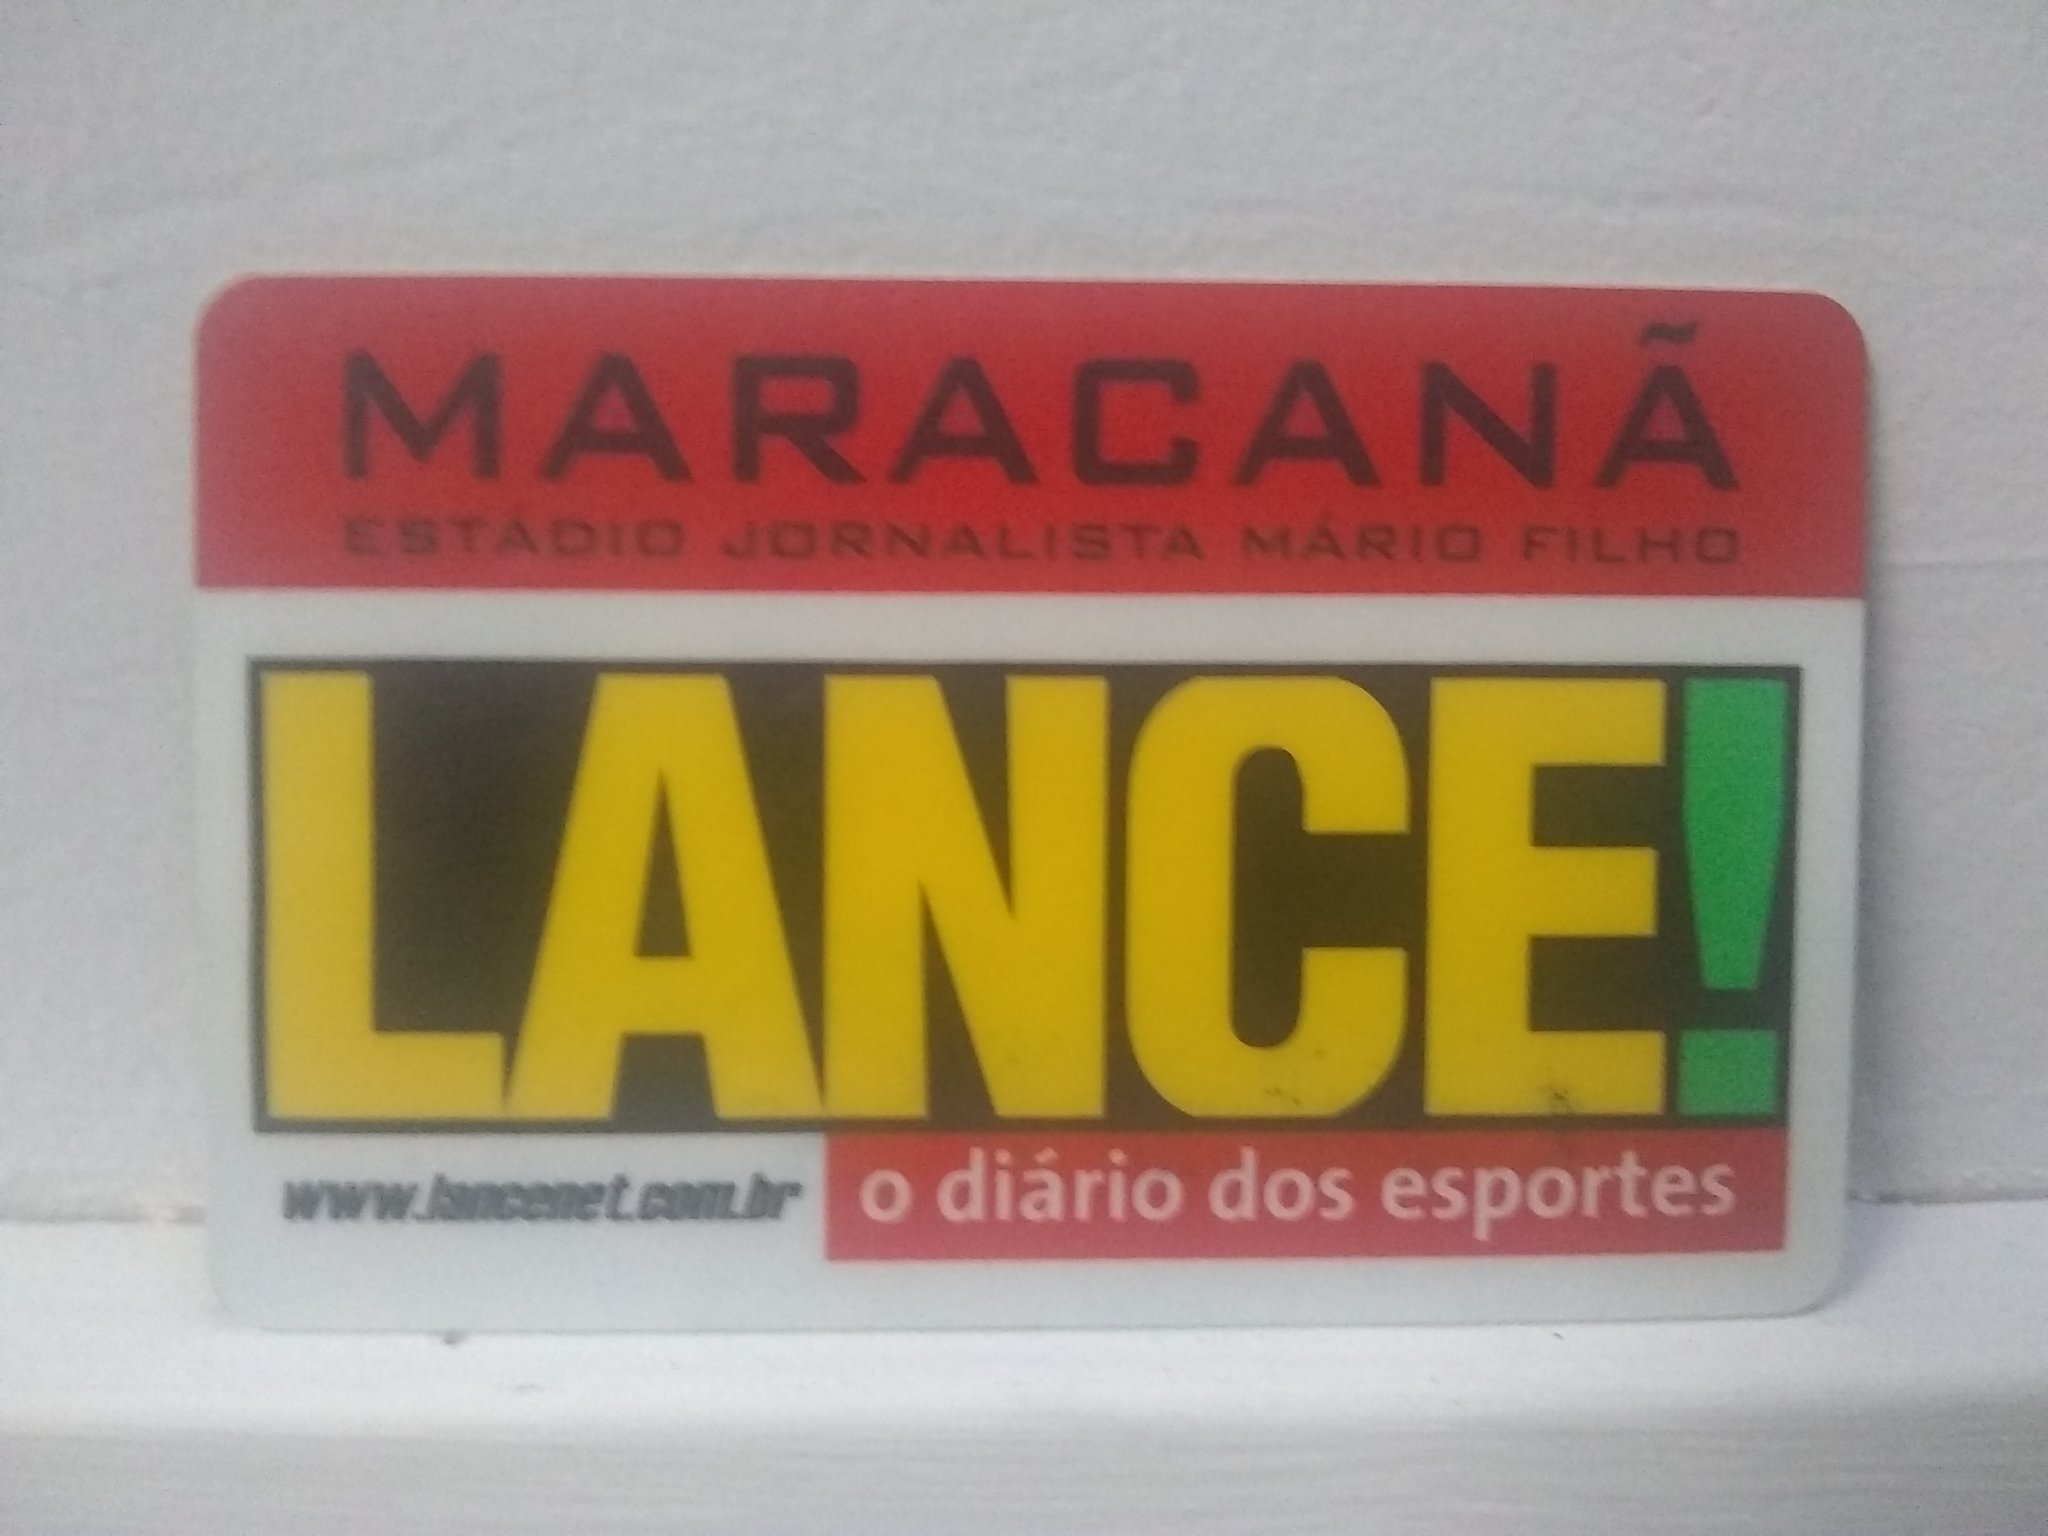 MARACANÃ
ESTÁDIO JORNALISTA MÁRIO FILHO
LANCE!
www.lancenet.com.br
o diário dos esportes